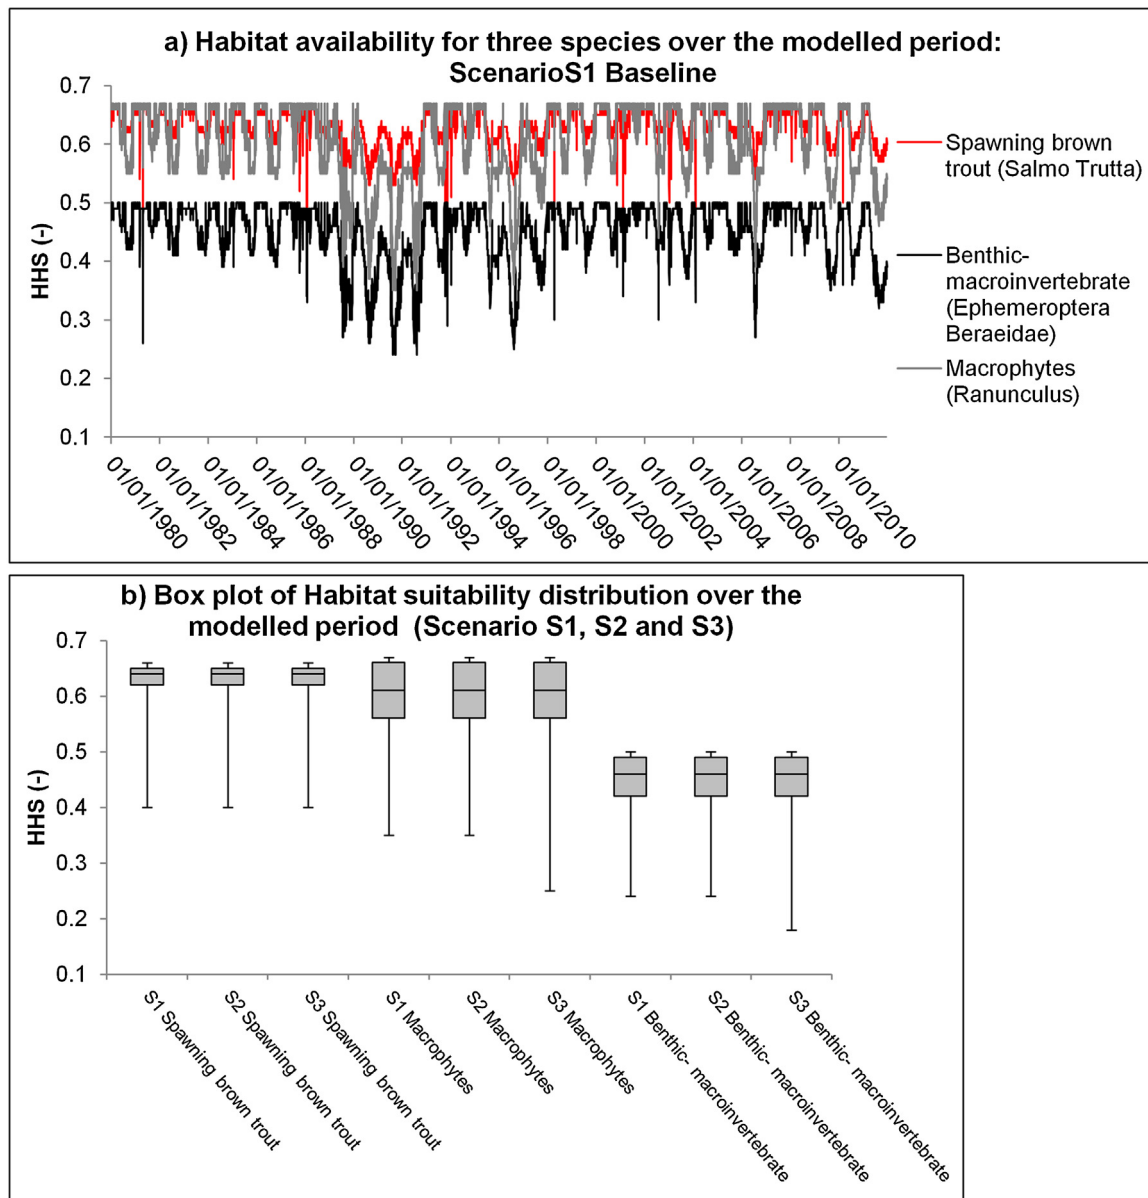 a) Habitat availability for three species over the modelled period:
ScenarioS1 Baseline
HHS (-)
0.7
0.6
0.5
0.4
0.3
0.2
0.1
01/01/1980
01/01/1982
01/01/1984
01/01/1986
01/01/1988
01/01/1990
01/01/1992
01/01/1994
01/01/1996
01/01/1998
01/01/2000
01/01/2002
01/01/2004
01/01/2006
01/01/2008
01/01/2010
Spawning brown
trout (Salmo Trutta)
Benthic-
macroinvertebrate
(Ephemeroptera
Beraeidae)
Macrophytes
(Ranunculus)
b) Box plot of Habitat suitability distribution over the
modelled period (Scenario S1, S2 and S3)
HHS (-)
0.7
0.6
0.5
0.4
0.3
0.2
0.1
S1 Spawning brown trout
S2 Spawning brown trout
S3 Spawning brown trout
S1 Macrophytes
S2 Macrophytes
S3 Macrophytes
S1 Benthic- macroinvertebrate
S2 Benthic- macroinvertebrate
S3 Benthic- macroinvertebrate